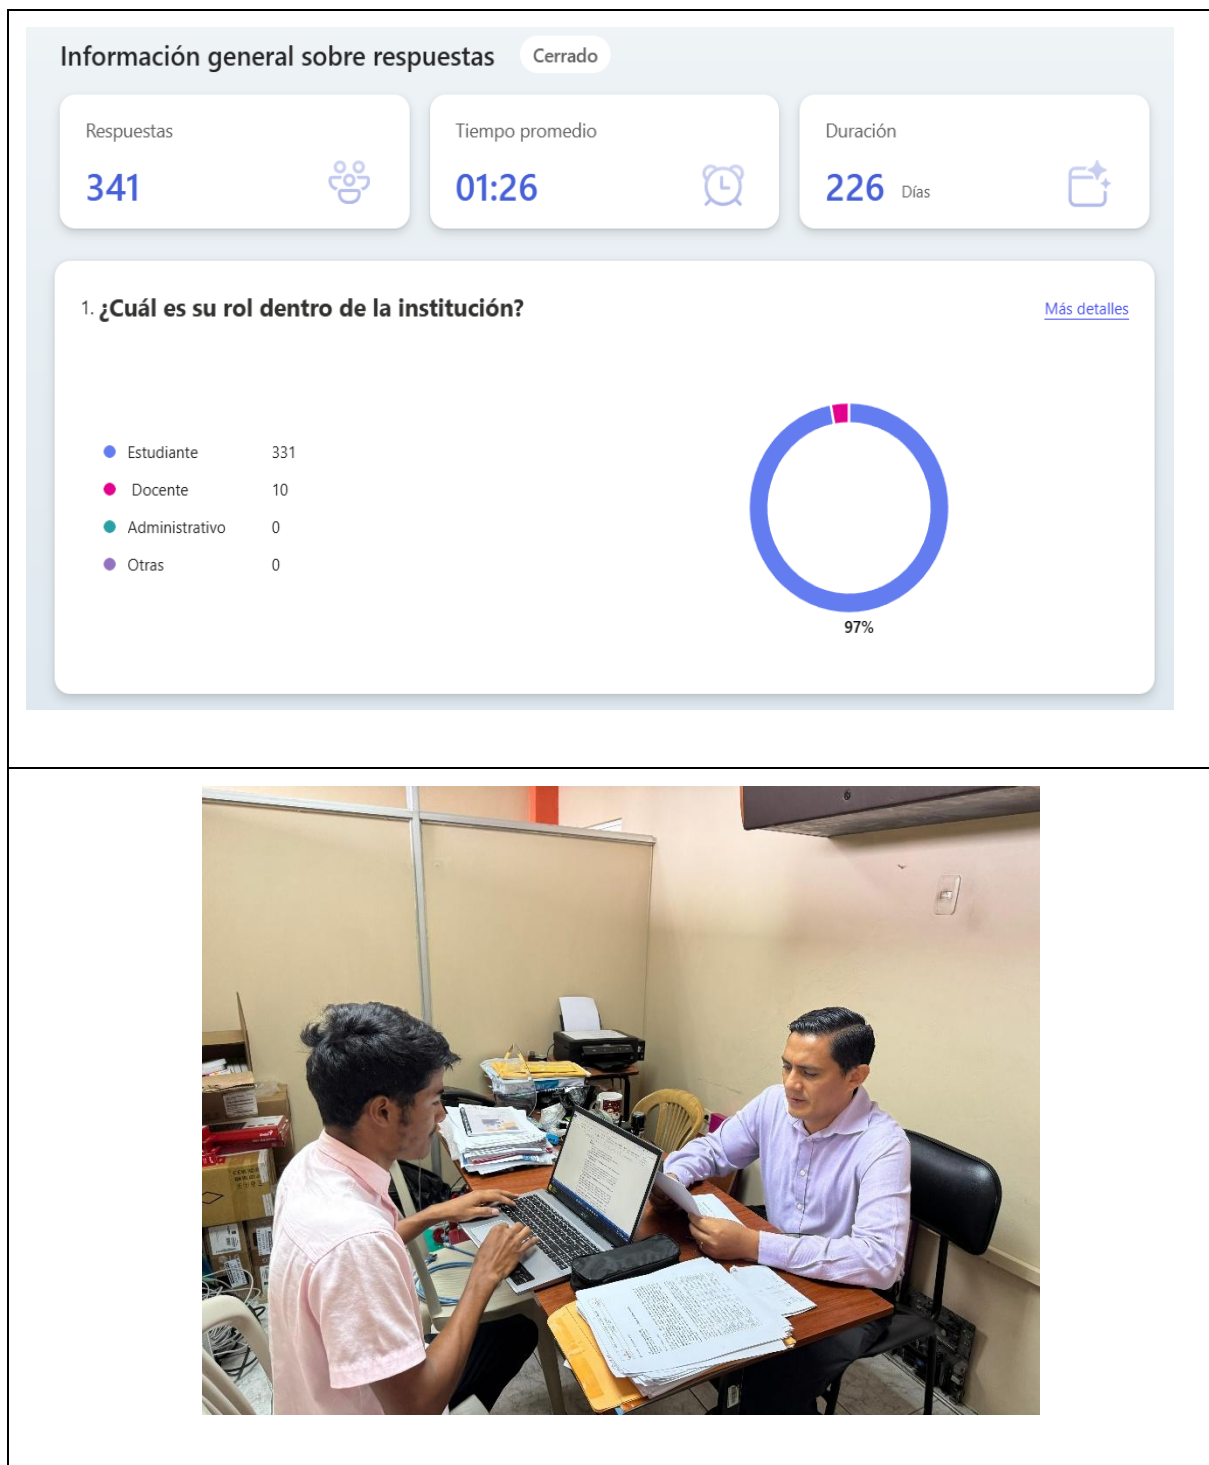 Información general sobre respuestas Cerrado
Respuestas Tiempo promedio Duración
341 01:26 226 Días
1. ¿Cuál es su rol dentro de la institución? Más detalles
Estudiante 331
Docente 10
Administrativo 0
Otras 0
97%